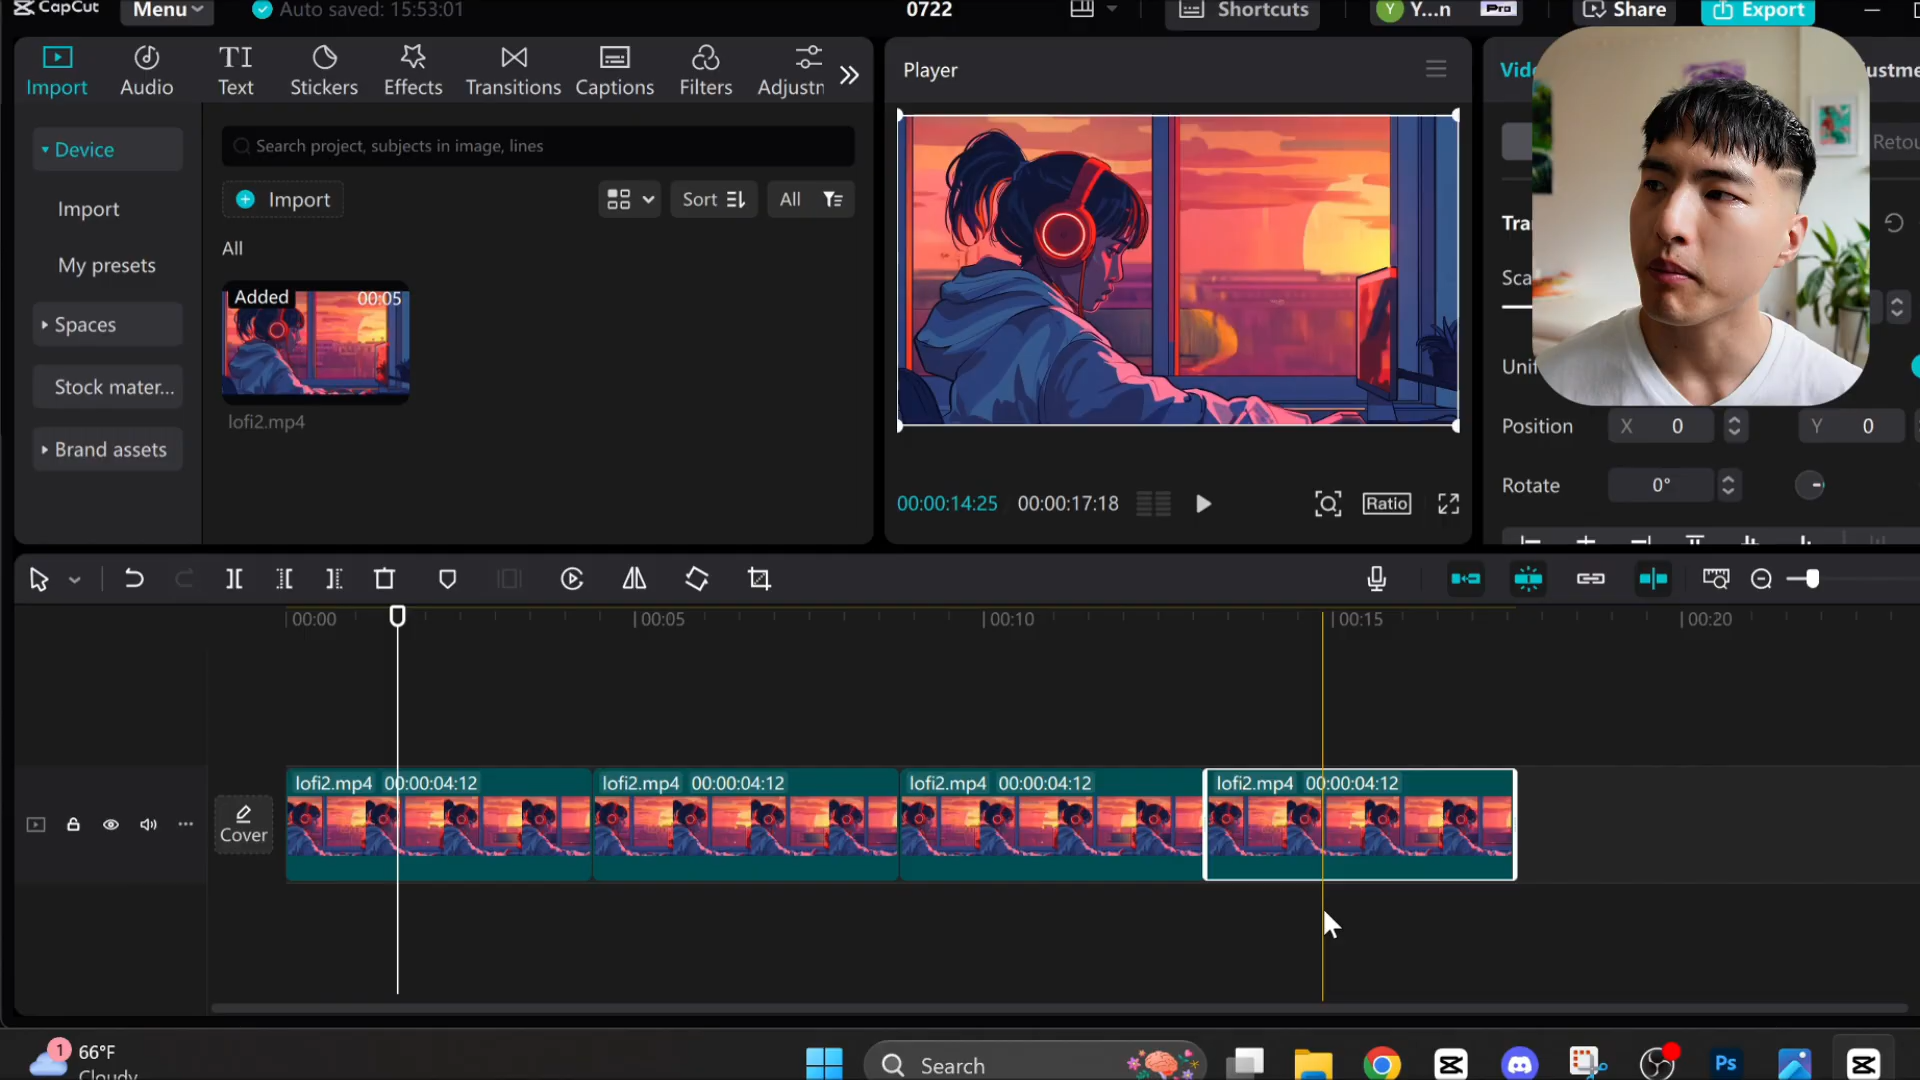 CapCut
Menu
Auto saved: 15:53:01
0722
Shortcuts
Y Y...n
Pro
Share
Export
Import
Audio
TI
Text
Stickers
Effects
Transitions
Captions
Filters
Adjustn
Device
Import
My presets
Spaces
Stock mater...
Brand assets
Search project, subjects in image, lines
Import
Sort
All
All
Added
00:05
lofi2.mp4
Player
00:00:14:25
00:00:17:18
Ratio
Vid
ustme
Retou
Tra
Sca
Unif
Position
X 0
Y 0
Rotate
0°
00:00
00:05
00:10
00:15
00:20
Cover
lofi2.mp4 00:00:04:12
lofi2.mp4 00:00:04:12
lofi2.mp4 00:00:04:12
lofi2.mp4 00:00:04:12
1
66°F
Cloudy
Search
Ps